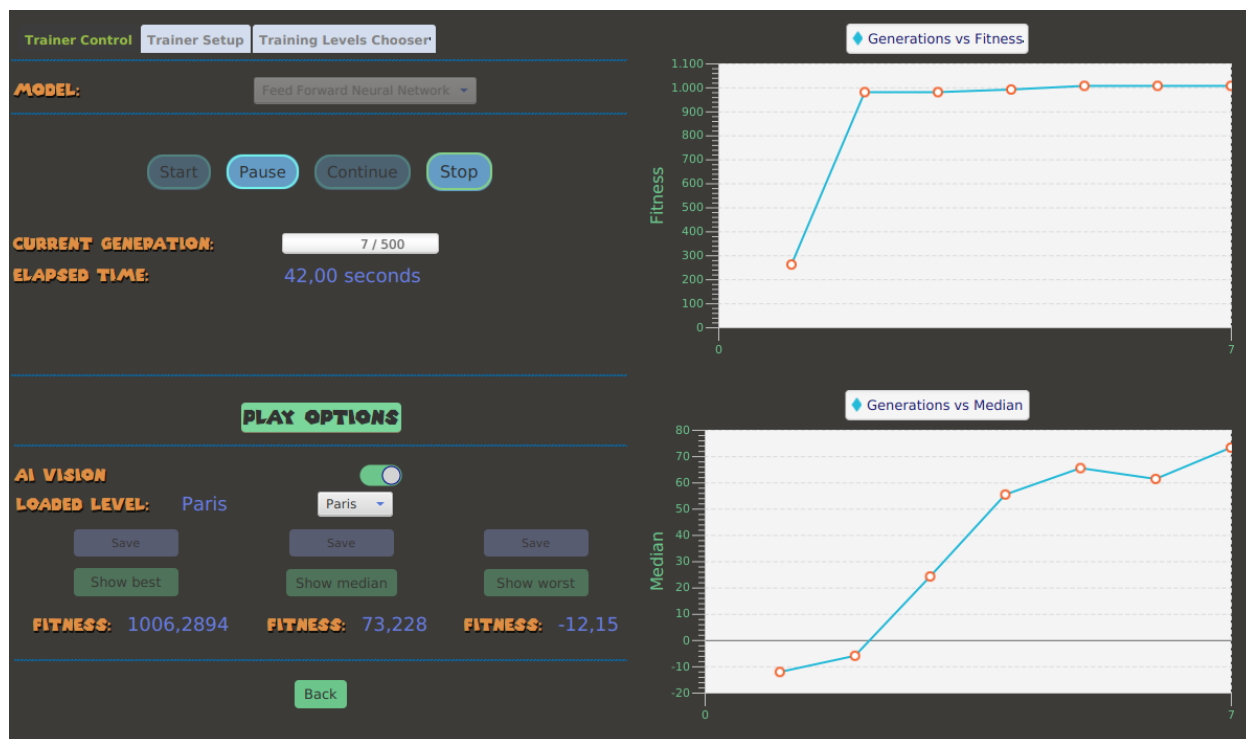 Trainer Control Trainer Setup Training Levels Chooser
MODEL: Feed Forward Neural Network
Start Pause Continue Stop
CURRENT GENERATION: 7 / 500
ELAPSED TIME: 42,00 seconds
PLAY OPTIONS
AI VISION
LOADED LEVEL: Paris Paris
Save Save Save
Show best Show median Show worst
FITNESS: 1006,2894 FITNESS: 73,228 FITNESS: -12,15
Back
Generations vs Fitness
Fitness
1.100
1.000
900
800
700
600
500
400
300
200
100
0
0 7
Generations vs Median
Median
80
70
60
50
40
30
20
10
0
-10
-20
0 7